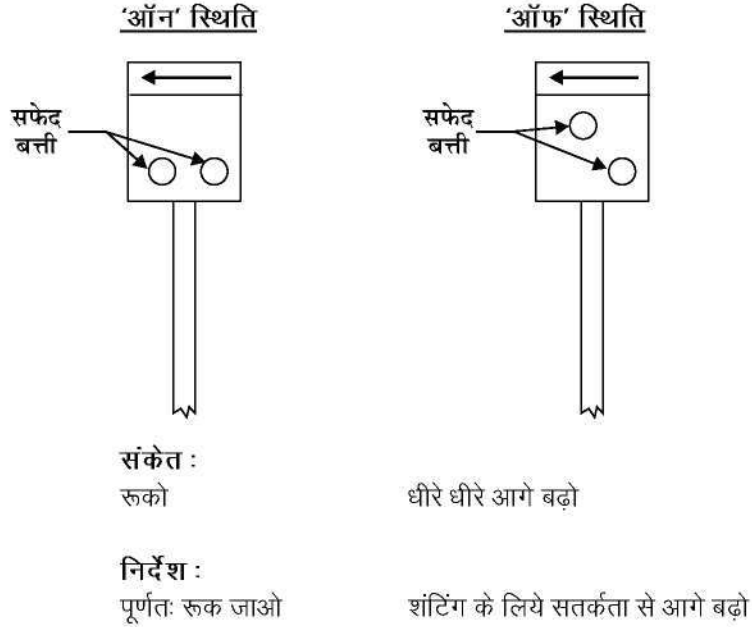 'ऑन' स्थिति
'ऑफ' स्थिति
सफेद
बत्ती
सफेद
बत्ती
संकेत :
रूको
धीरे धीरे आगे बढ़ो
निर्देश :
पूर्णतः रूक जाओ
शंटिंग के लिये सतर्कता से आगे बढ़ो